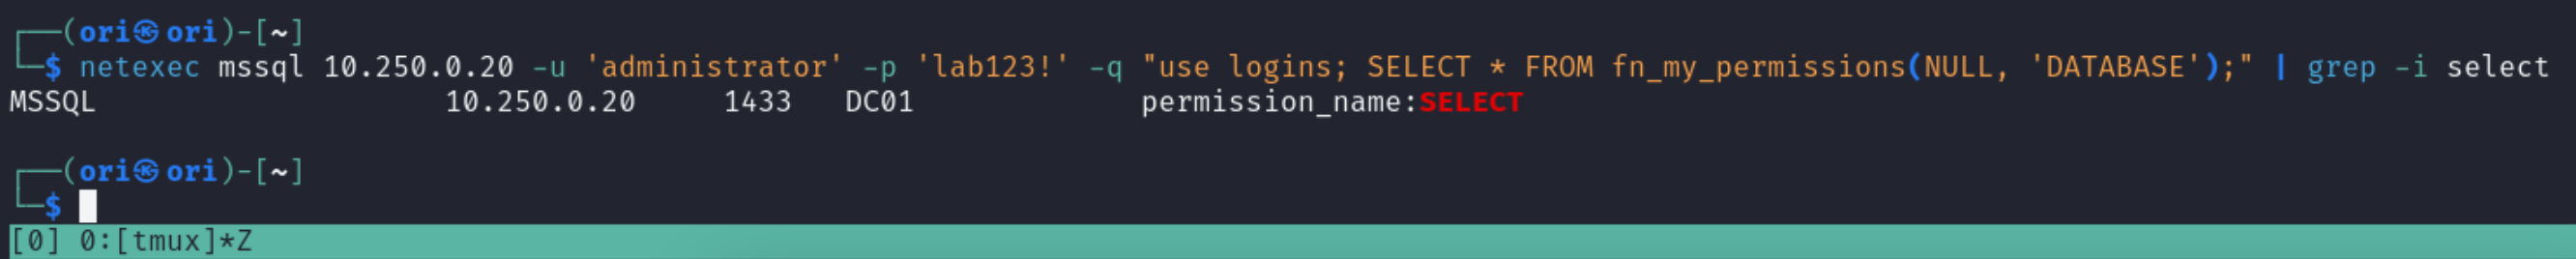 ┌──(ori㉿ori)-[~]
└─$ netexec mssql 10.250.0.20 -u 'administrator' -p 'lab123!' -q "use logins; SELECT * FROM fn_my_permissions(NULL, 'DATABASE');" | grep -i select
MSSQL                    10.250.0.20     1433   DC01             permission_name:SELECT
┌──(ori㉿ori)-[~]
└─$
[0] 0:[tmux]*Z